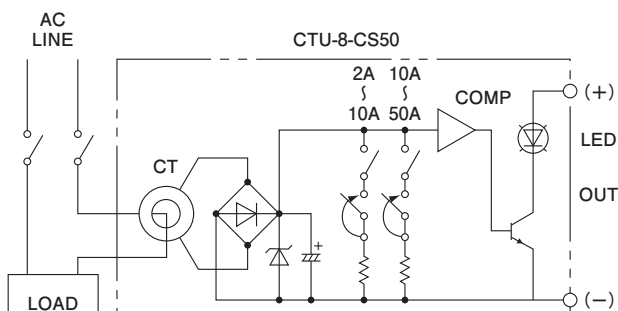 AC
LINE
CTU-8-CS50
2A
~
10A
10A
~
50A
COMP
(+)
LED
OUT
CT
+
LOAD
(−)